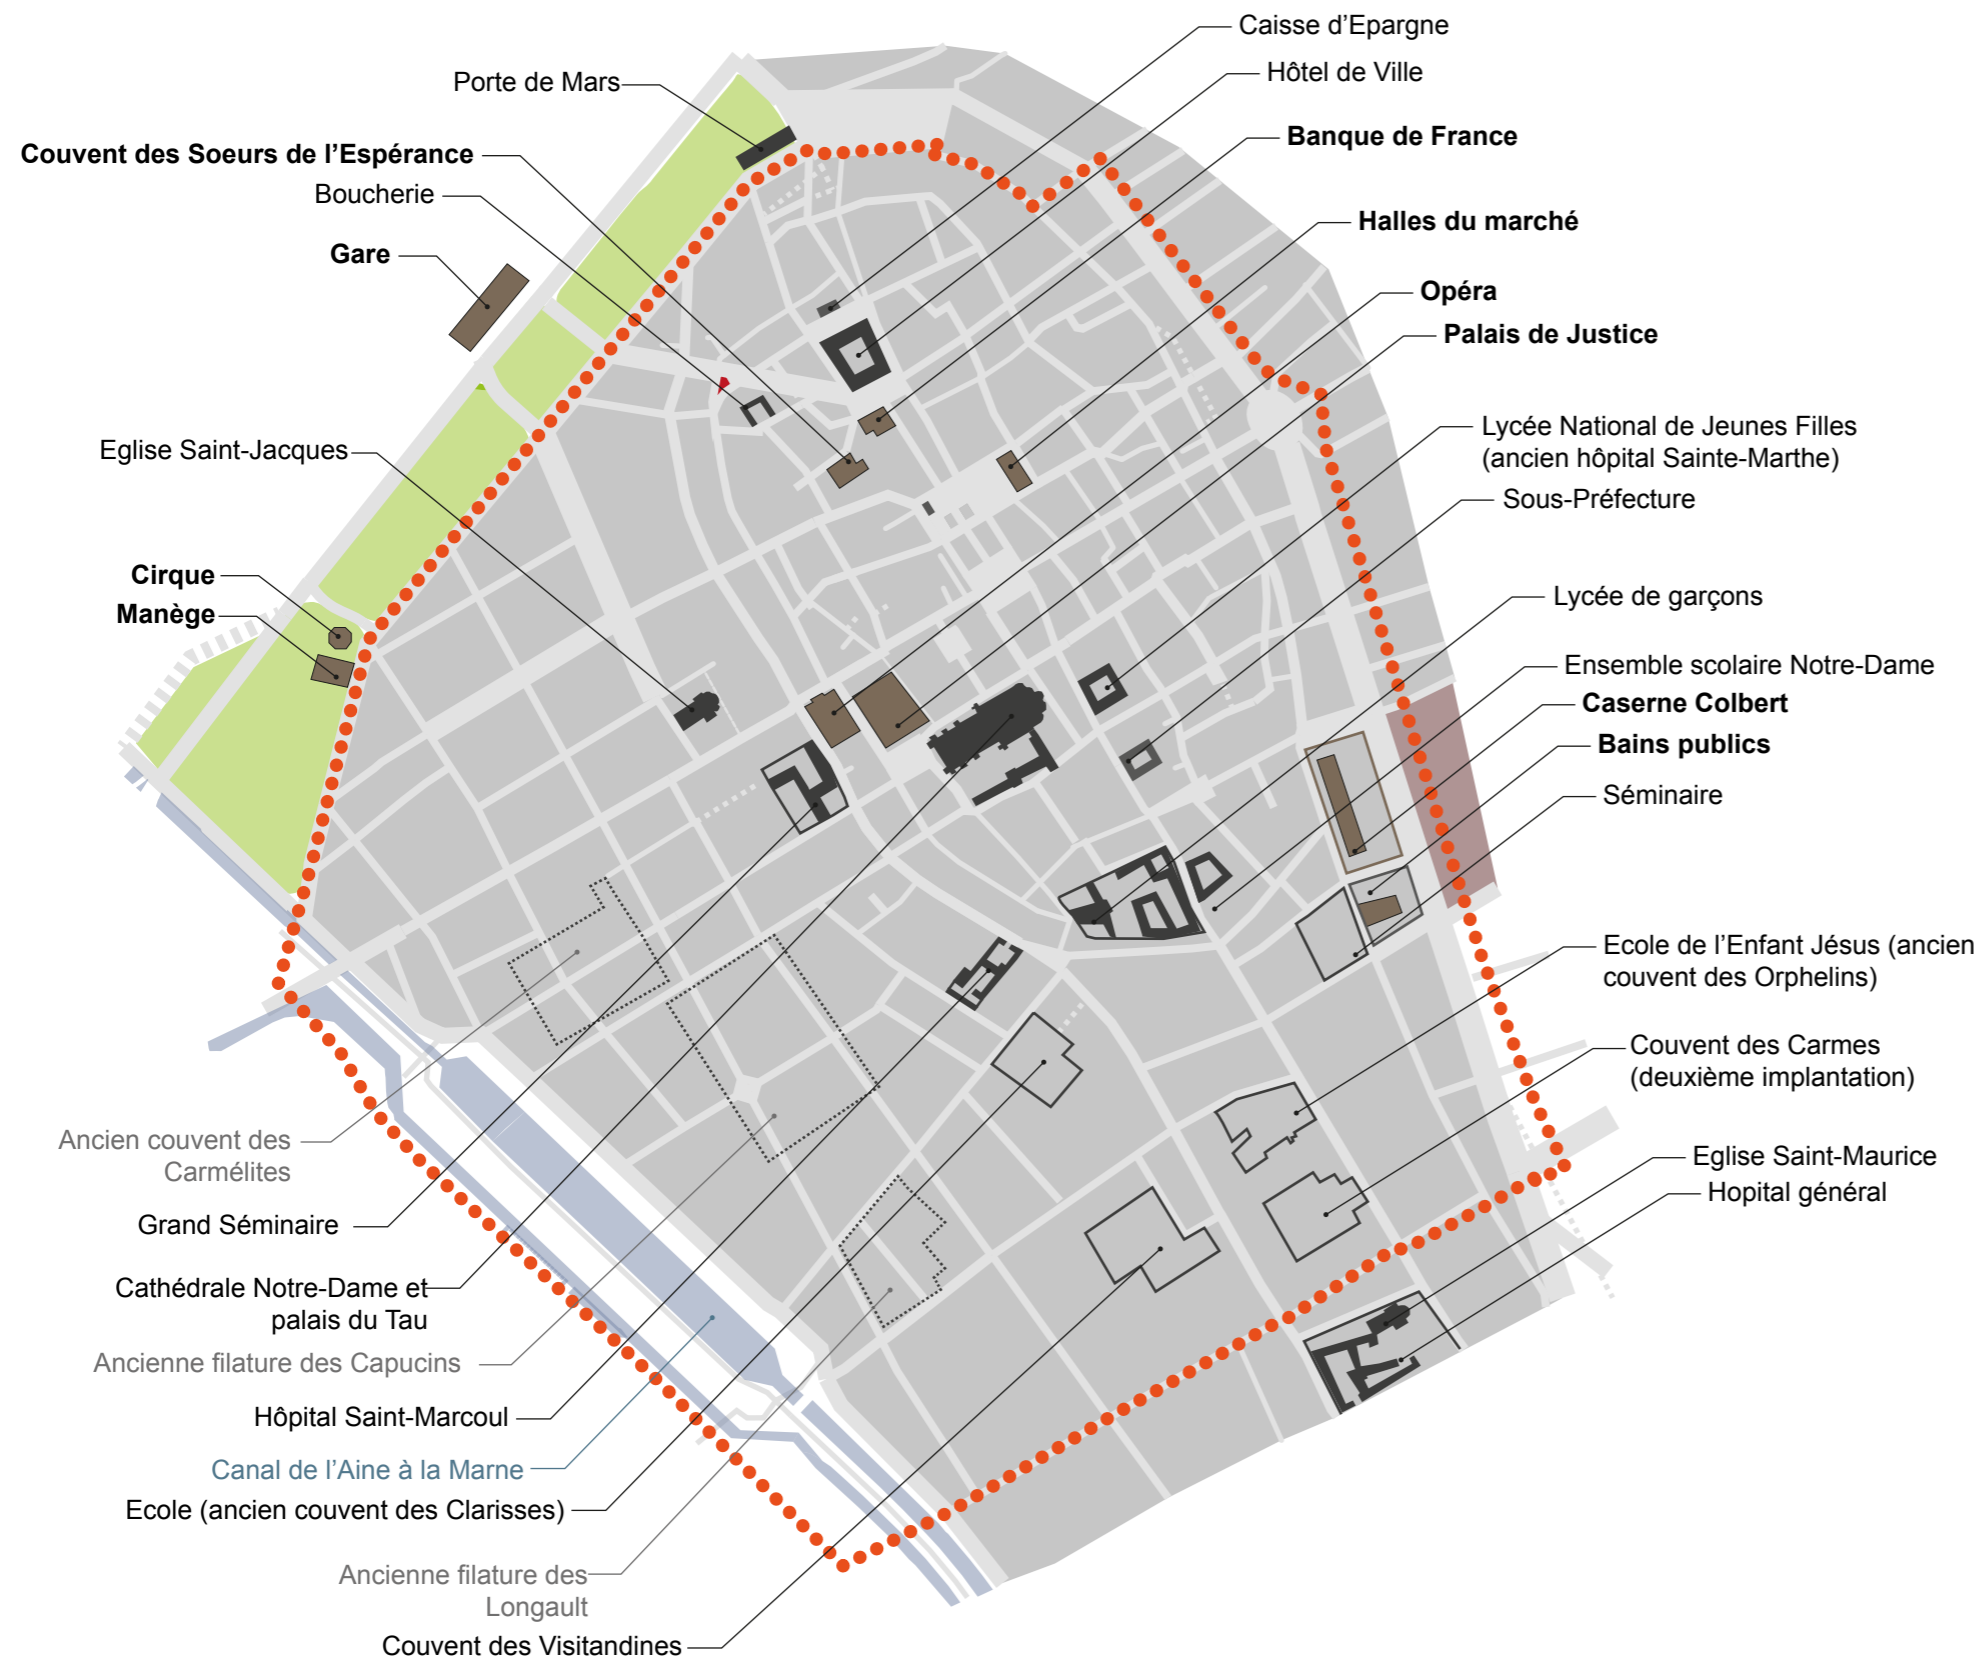 Caisse d’Epargne
Hôtel de Ville
Porte de Mars
Banque de France
Couvent des Soeurs de l’Espérance
Boucherie
Halles du marché
Gare
Opéra
Palais de Justice
Lycée National de Jeunes Filles
(ancien hôpital Sainte-Marthe)
Eglise Saint-Jacques
Sous-Préfecture
Cirque
Lycée de garçons
Manège
Ensemble scolaire Notre-Dame
Caserne Colbert
Bains publics
Séminaire
Ecole de l’Enfant Jésus (ancien
couvent des Orphelins)
Couvent des Carmes
(deuxième implantation)
Ancien couvent des
Carmélites
Eglise Saint-Maurice
Hopital général
Grand Séminaire
Cathédrale Notre-Dame et
palais du Tau
Ancienne filature des Capucins
Hôpital Saint-Marcoul
Canal de l’Aine à la Marne
Ecole (ancien couvent des Clarisses)
Ancienne filature des
Longault
Couvent des Visitandines